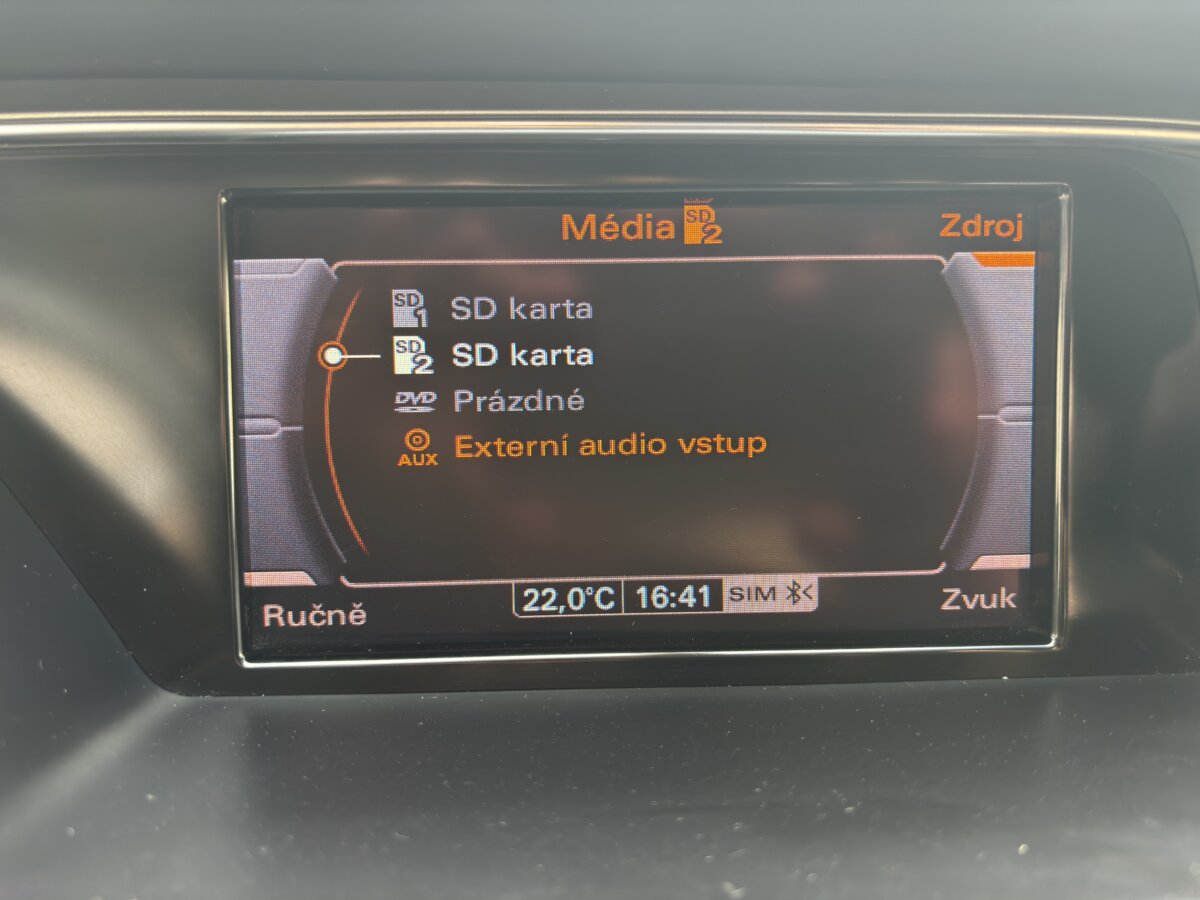 Média SD 2 Zdroj
SD 1 SD karta
SD 2 SD karta
DVD Prázdné
AUX Externí audio vstup
Ručně 22,0°C 16:41 SIM Zvuk